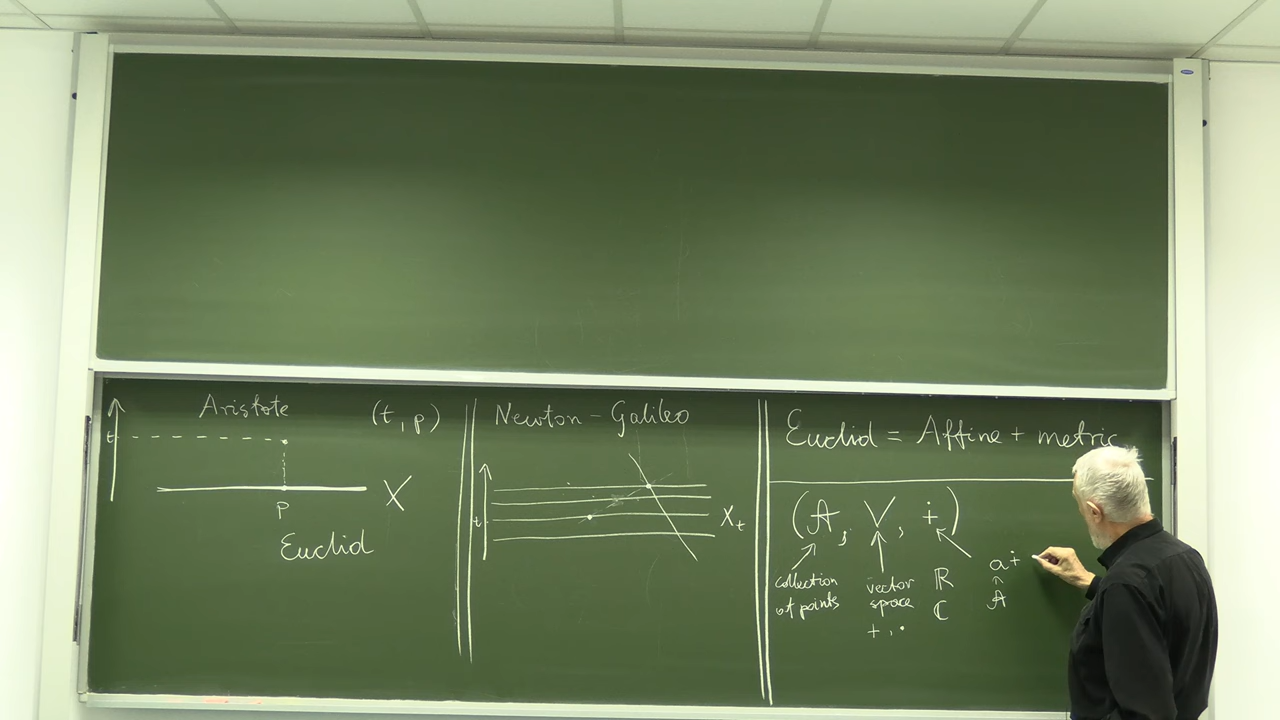 Aristote
(t, p)
t
X
p
Euclid
Newton - Galileo
t
X_t
Euclid = Affine + metric
(A, V, ∔)
collection
of points
vector
space
+ , ·
ℝ
ℂ
a ∔
A